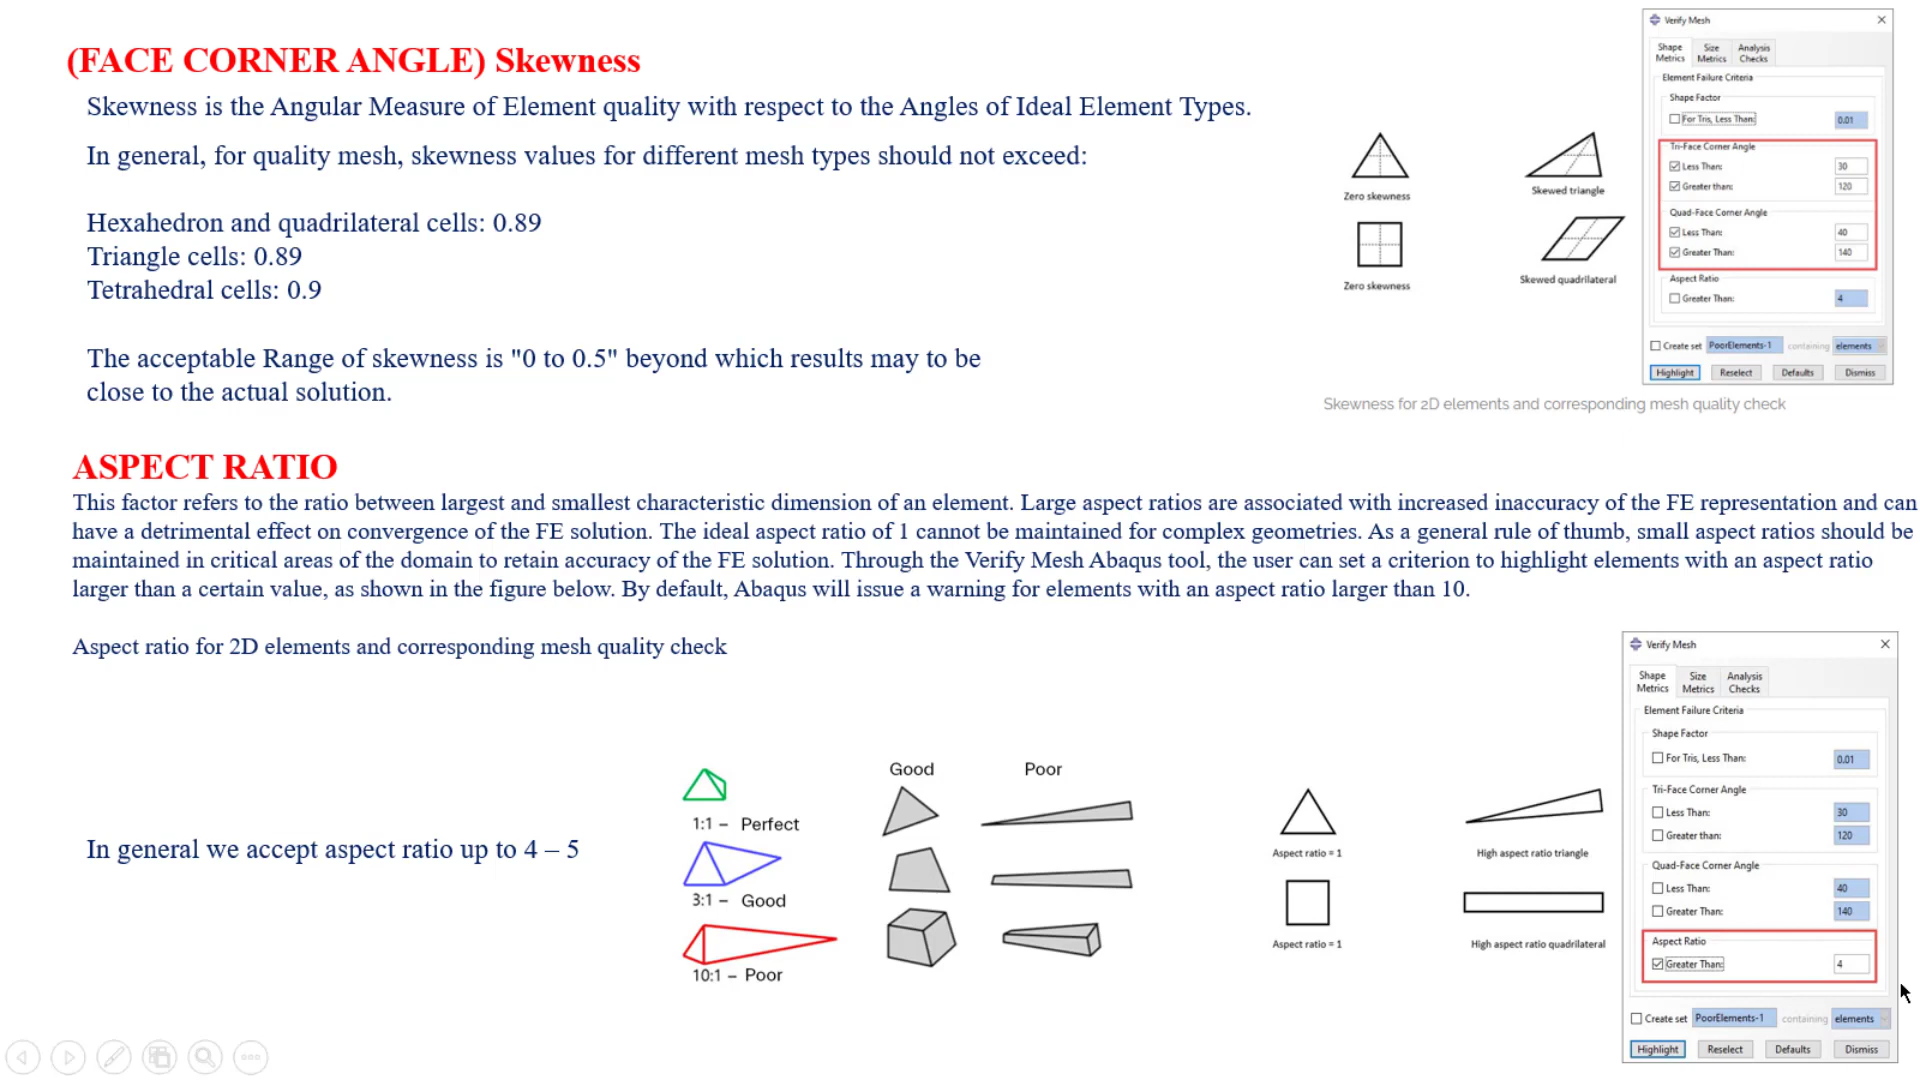 (FACE CORNER ANGLE) Skewness
Skewness is the Angular Measure of Element quality with respect to the Angles of Ideal Element Types.
In general, for quality mesh, skewness values for different mesh types should not exceed:
Hexahedron and quadrilateral cells: 0.89
Triangle cells: 0.89
Tetrahedral cells: 0.9
The acceptable Range of skewness is "0 to 0.5" beyond which results may to be
close to the actual solution.
Zero skewness
Skewed triangle
Zero skewness
Skewed quadrilateral
Verify Mesh
Shape Metrics
Size Metrics
Analysis Checks
Element Failure Criteria
Shape Factor
For Tris, Less Than: 0.01
Tri-Face Corner Angle
Less Than: 30
Greater than: 120
Quad-Face Corner Angle
Less Than: 40
Greater Than: 140
Aspect Ratio
Greater Than: 4
Create set PoorElements-1 containing elements
Highlight Reselect Defaults Dismiss
Skewness for 2D elements and corresponding mesh quality check
ASPECT RATIO
This factor refers to the ratio between largest and smallest characteristic dimension of an element. Large aspect ratios are associated with increased inaccuracy of the FE representation and can
have a detrimental effect on convergence of the FE solution. The ideal aspect ratio of 1 cannot be maintained for complex geometries. As a general rule of thumb, small aspect ratios should be
maintained in critical areas of the domain to retain accuracy of the FE solution. Through the Verify Mesh Abaqus tool, the user can set a criterion to highlight elements with an aspect ratio
larger than a certain value, as shown in the figure below. By default, Abaqus will issue a warning for elements with an aspect ratio larger than 10.
Aspect ratio for 2D elements and corresponding mesh quality check
In general we accept aspect ratio up to 4 – 5
1:1 – Perfect
3:1 – Good
10:1 – Poor
Good Poor
Aspect ratio = 1
High aspect ratio triangle
Aspect ratio = 1
High aspect ratio quadrilateral
Verify Mesh
Shape Metrics
Size Metrics
Analysis Checks
Element Failure Criteria
Shape Factor
For Tris, Less Than: 0.01
Tri-Face Corner Angle
Less Than: 30
Greater than: 120
Quad-Face Corner Angle
Less Than: 40
Greater Than: 140
Aspect Ratio
Greater Than: 4
Create set PoorElements-1 containing elements
Highlight Reselect Defaults Dismiss